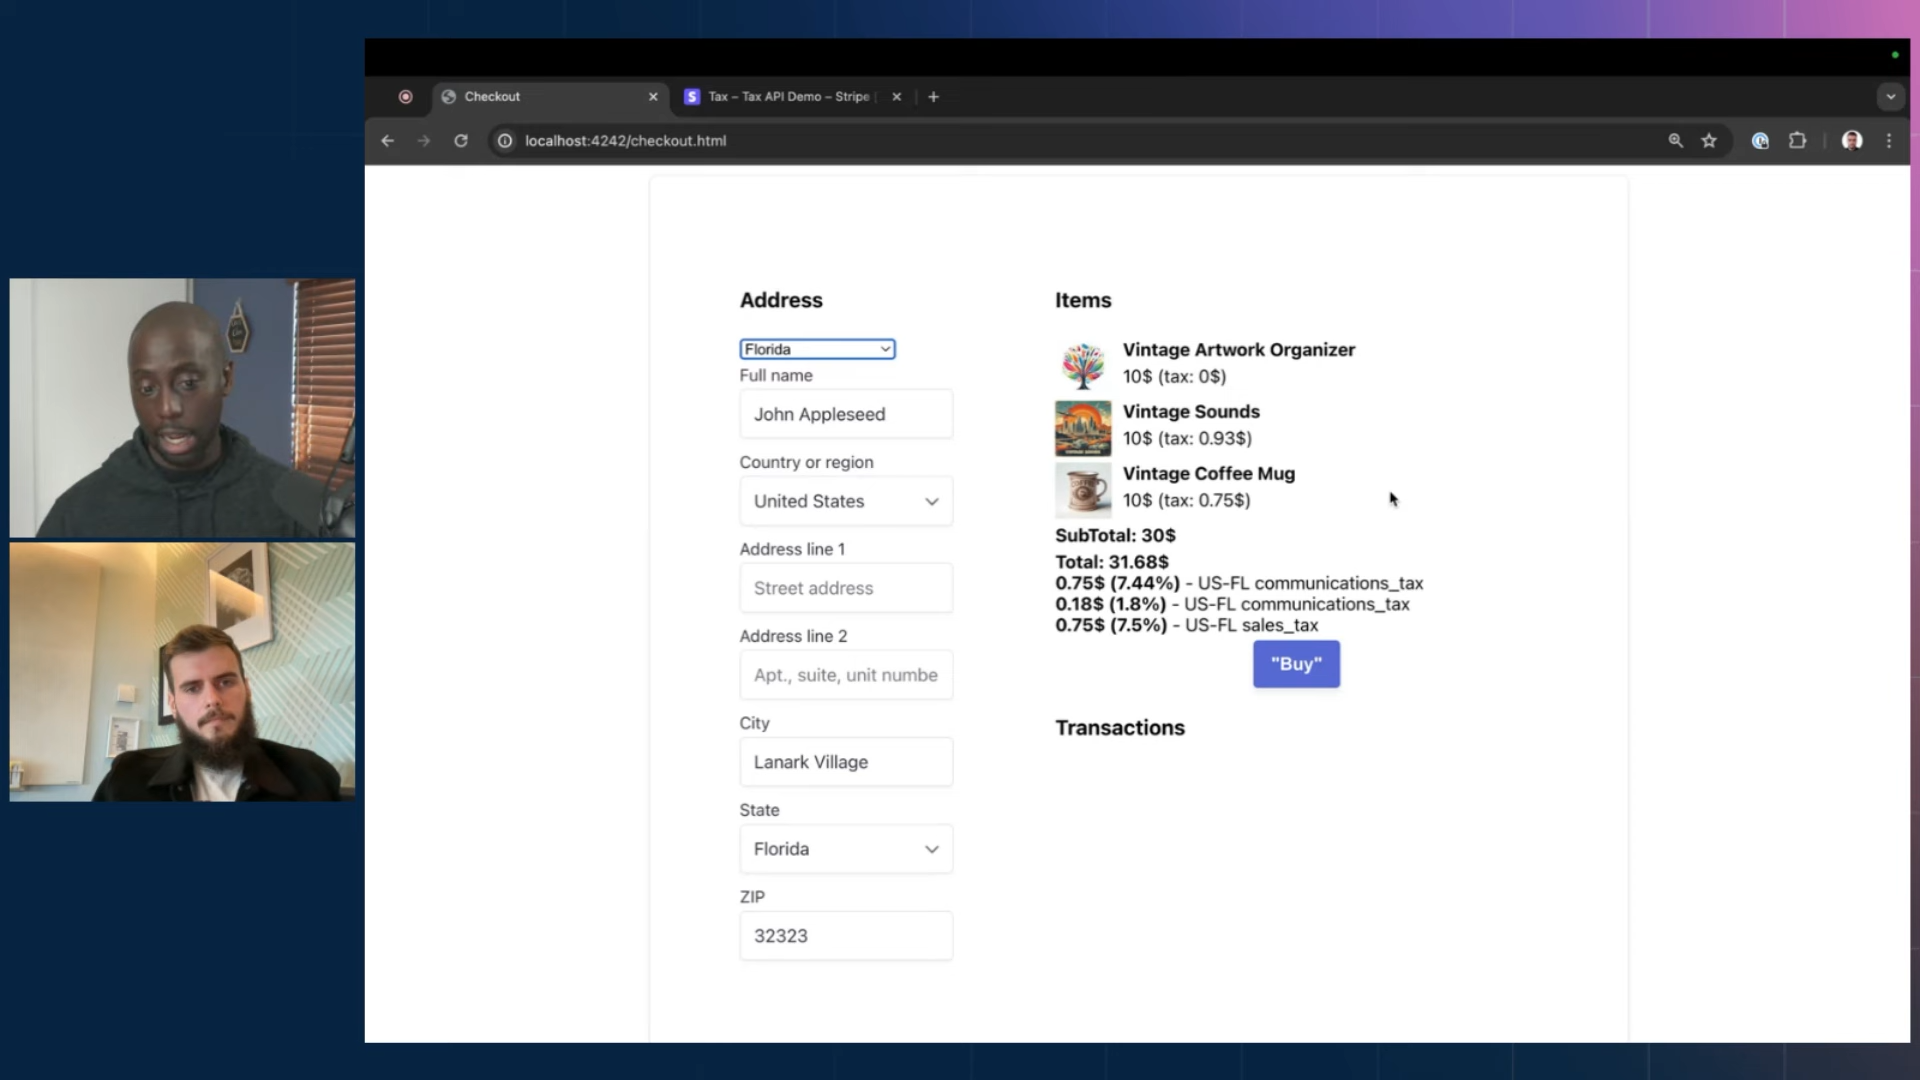 Checkout
Tax – Tax API Demo – Stripe
localhost:4242/checkout.html
Address
Florida
Full name
John Appleseed
Country or region
United States
Address line 1
Street address
Address line 2
Apt., suite, unit numbe
City
Lanark Village
State
Florida
ZIP
32323
Items
Vintage Artwork Organizer
10$ (tax: 0$)
Vintage Sounds
10$ (tax: 0.93$)
Vintage Coffee Mug
10$ (tax: 0.75$)
SubTotal: 30$
Total: 31.68$
0.75$ (7.44%) - US-FL communications_tax
0.18$ (1.8%) - US-FL communications_tax
0.75$ (7.5%) - US-FL sales_tax
"Buy"
Transactions